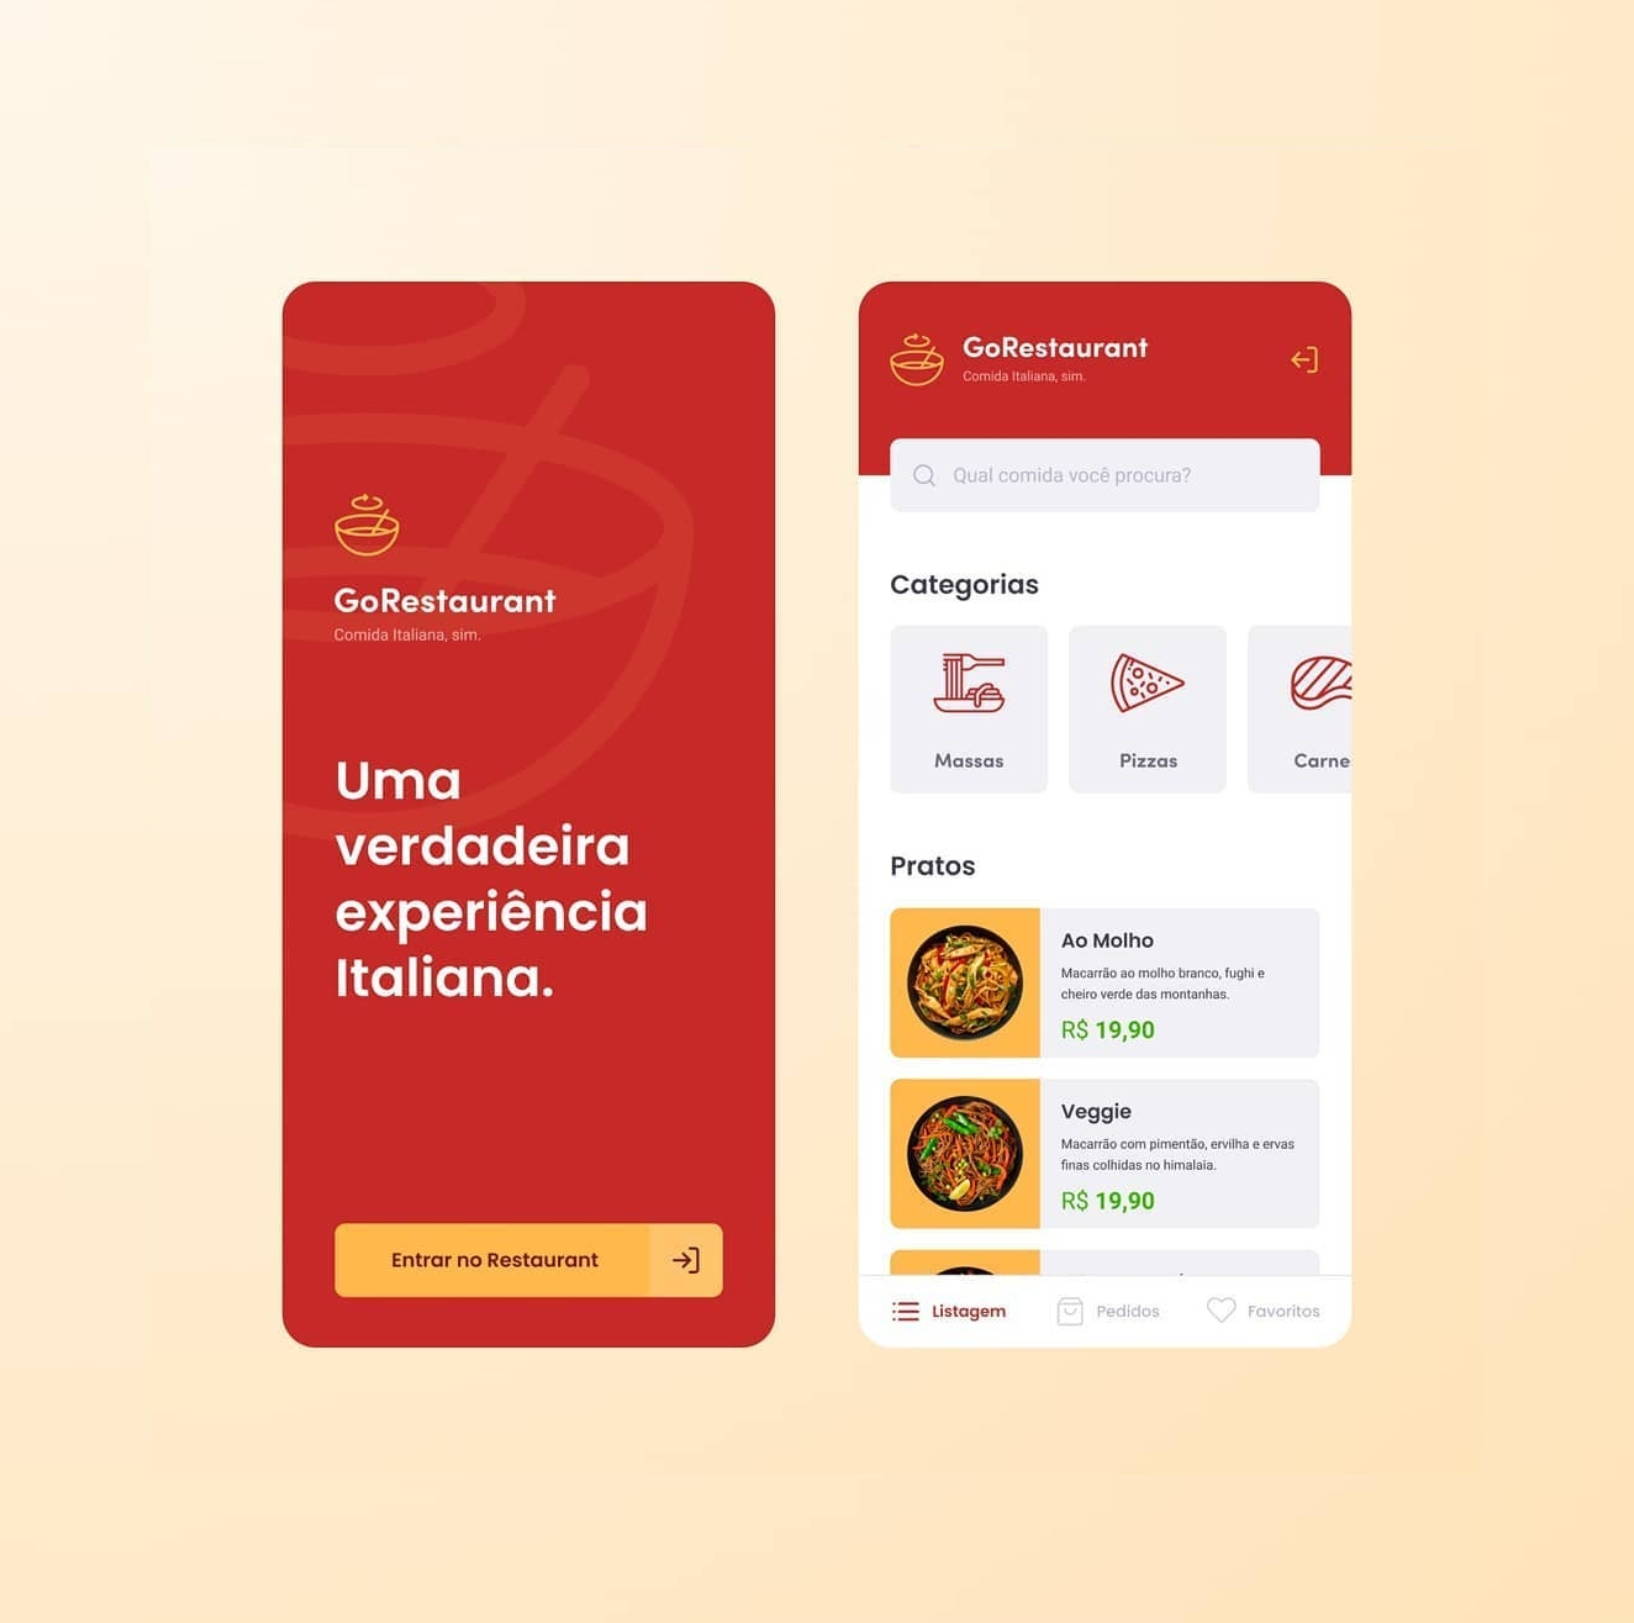 GoRestaurant
Comida Italiana, sim.
Uma
verdadeira
experiência
Italiana.
Entrar no Restaurant
GoRestaurant
Comida Italiana, sim.
Qual comida você procura?
Categorias
Massas
Pizzas
Carne
Pratos
Ao Molho
Macarrão ao molho branco, fughi e
cheiro verde das montanhas.
R$ 19,90
Veggie
Macarrão com pimentão, ervilha e ervas
finas colhidas no himalaia.
R$ 19,90
Listagem
Pedidos
Favoritos